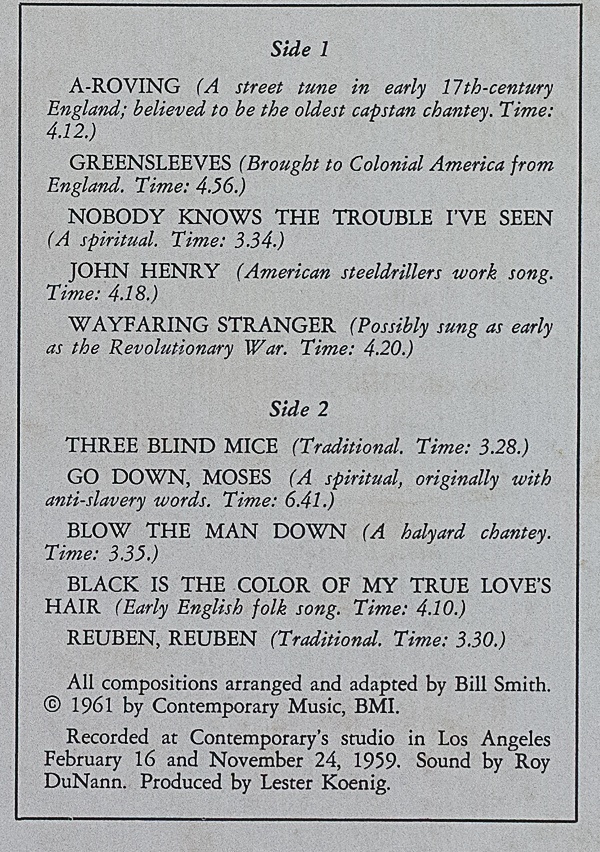 Side 1
A-ROVING (A street tune in early 17th-century
England; believed to be the oldest capstan chantey. Time:
4.12.)
GREENSLEEVES (Brought to Colonial America from
England. Time: 4.56.)
NOBODY KNOWS THE TROUBLE I'VE SEEN
(A spiritual. Time: 3.34.)
JOHN HENRY (American steeldrillers work song.
Time: 4.18.)
WAYFARING STRANGER (Possibly sung as early
as the Revolutionary War. Time: 4.20.)
Side 2
THREE BLIND MICE (Traditional. Time: 3.28.)
GO DOWN, MOSES (A spiritual, originally with
anti-slavery words. Time: 6.41.)
BLOW THE MAN DOWN (A halyard chantey.
Time: 3.35.)
BLACK IS THE COLOR OF MY TRUE LOVE'S
HAIR (Early English folk song. Time: 4.10.)
REUBEN, REUBEN (Traditional. Time: 3.30.)
All compositions arranged and adapted by Bill Smith.
© 1961 by Contemporary Music, BMI.
Recorded at Contemporary's studio in Los Angeles
February 16 and November 24, 1959. Sound by Roy
DuNann. Produced by Lester Koenig.